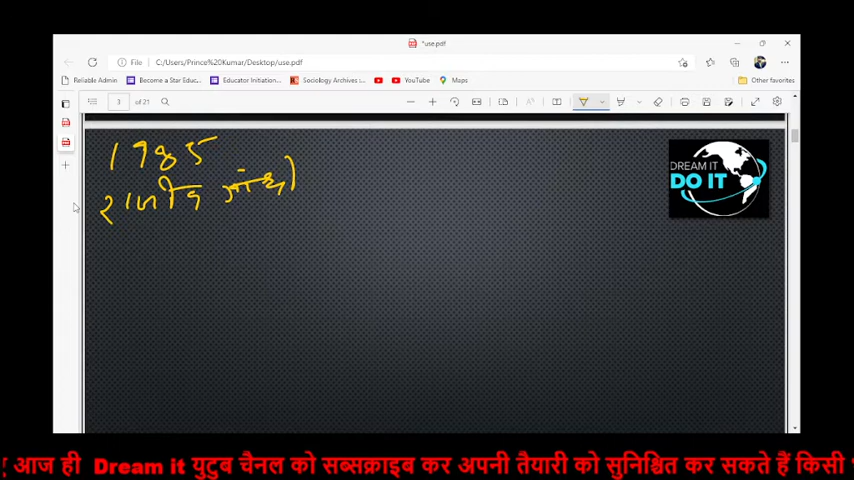 *use.pdf
File C:/Users/Prince%20Kumar/Desktop/use.pdf
Reliable Admin Become a Star Educ... Educator Initiation... Sociology Archives :... YouTube Maps Other favorites
3 of 21
1985
राजीव गांधी
DREAM IT
DO IT
आज ही Dream it युटुब चैनल को सब्सक्राइब कर अपनी तैयारी को सुनिश्चित कर सकते हैं किसी